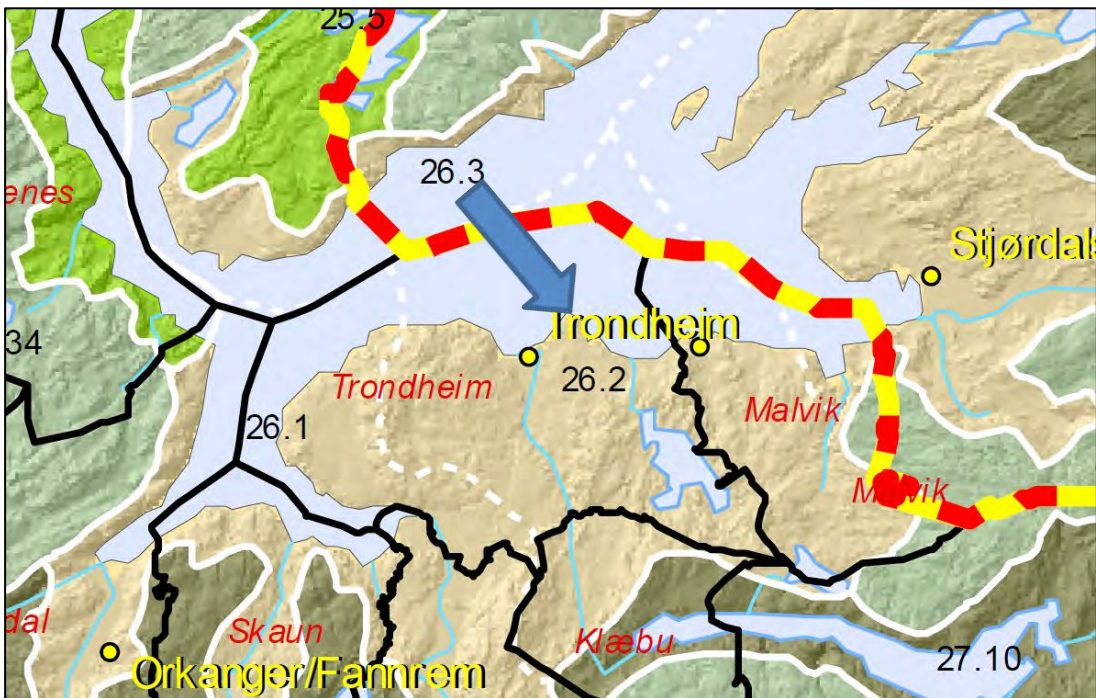 25.5
26.3
enes
Stjørdals
34
Trondheim
Trondheim
26.2
26.1
Malvik
Malvik
dal
Skaun
Klæbu
27.10
Orkanger/Fannrem